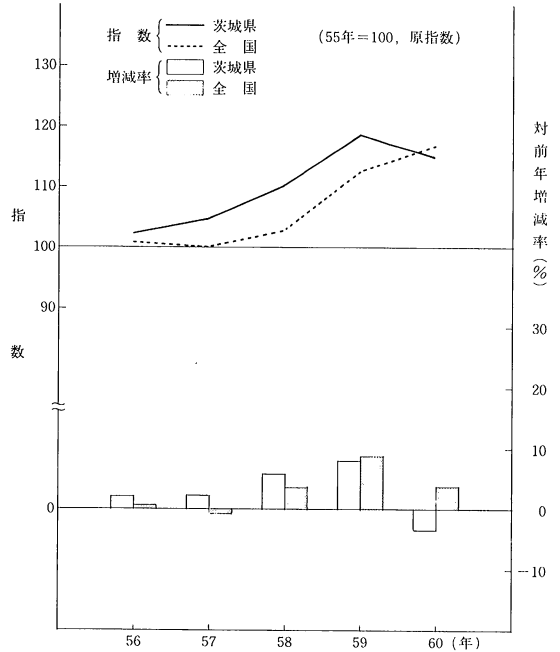 指 数 { 茨城県
全 国
増減率 { 茨城県
全 国
(55年=100, 原指数)
130
120
110
100
90
0
指
数
対前年増減率(%)
30
20
10
0
-10
56 57 58 59 60 (年)